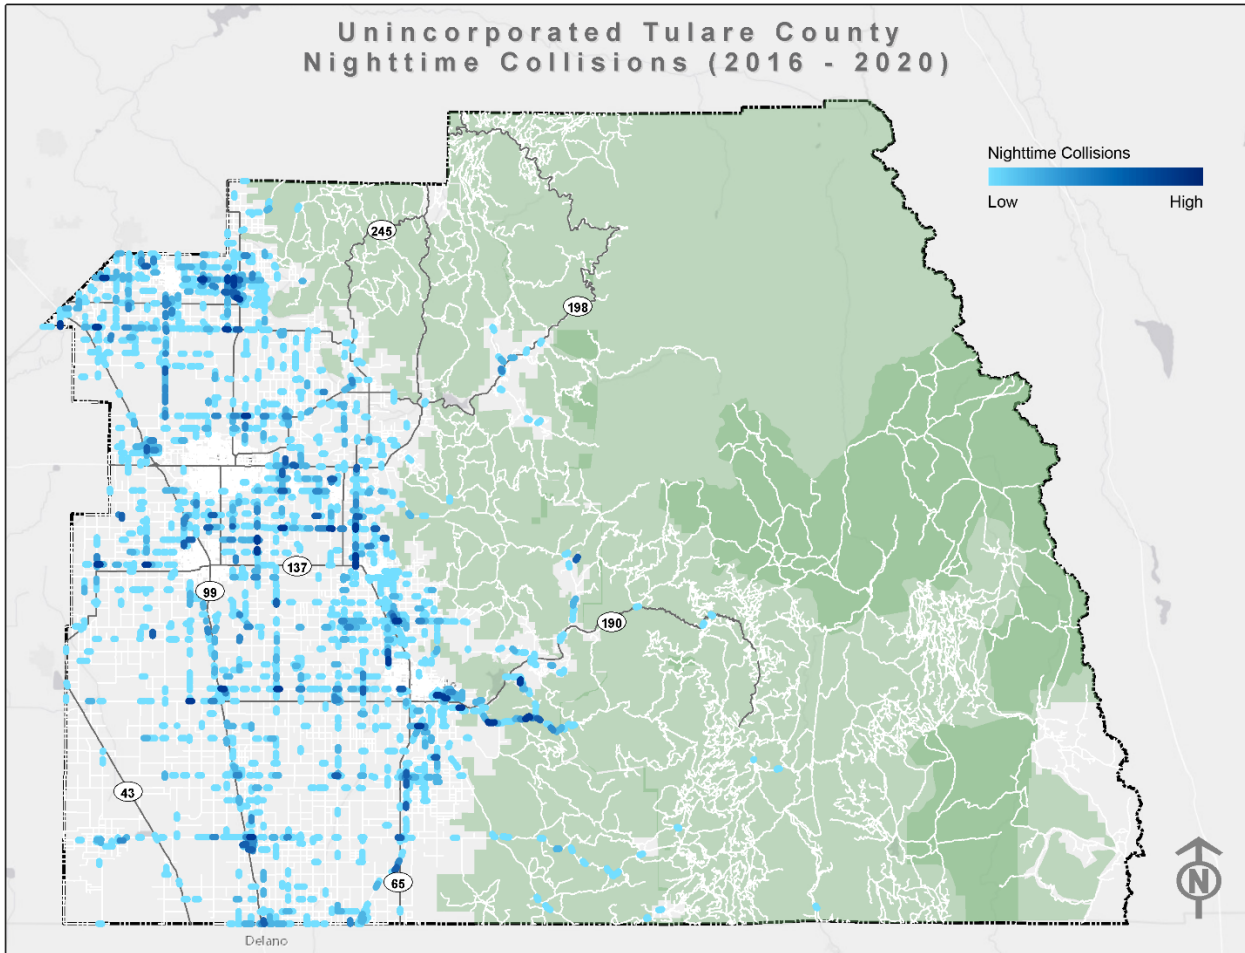 Unincorporated Tulare County
Nighttime Collisions (2016 - 2020)
Nighttime Collisions
Low High
245
198
137
99
190
43
65
N
Delano